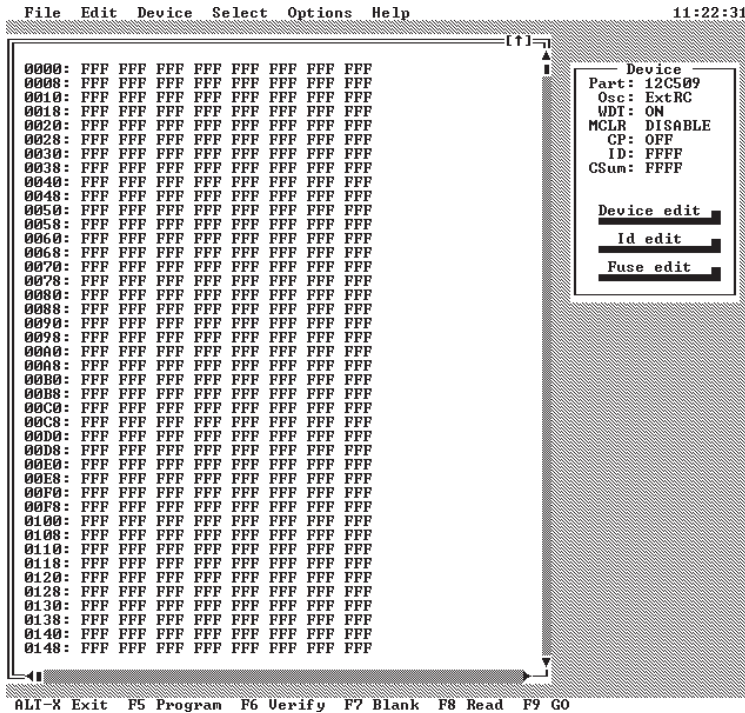 File Edit Device Select Options Help 11:22:31
[↑]
0000: FFF FFF FFF FFF FFF FFF FFF FFF
0008: FFF FFF FFF FFF FFF FFF FFF FFF
0010: FFF FFF FFF FFF FFF FFF FFF FFF
0018: FFF FFF FFF FFF FFF FFF FFF FFF
0020: FFF FFF FFF FFF FFF FFF FFF FFF
0028: FFF FFF FFF FFF FFF FFF FFF FFF
0030: FFF FFF FFF FFF FFF FFF FFF FFF
0038: FFF FFF FFF FFF FFF FFF FFF FFF
0040: FFF FFF FFF FFF FFF FFF FFF FFF
0048: FFF FFF FFF FFF FFF FFF FFF FFF
0050: FFF FFF FFF FFF FFF FFF FFF FFF
0058: FFF FFF FFF FFF FFF FFF FFF FFF
0060: FFF FFF FFF FFF FFF FFF FFF FFF
0068: FFF FFF FFF FFF FFF FFF FFF FFF
0070: FFF FFF FFF FFF FFF FFF FFF FFF
0078: FFF FFF FFF FFF FFF FFF FFF FFF
0080: FFF FFF FFF FFF FFF FFF FFF FFF
0088: FFF FFF FFF FFF FFF FFF FFF FFF
0090: FFF FFF FFF FFF FFF FFF FFF FFF
0098: FFF FFF FFF FFF FFF FFF FFF FFF
00A0: FFF FFF FFF FFF FFF FFF FFF FFF
00A8: FFF FFF FFF FFF FFF FFF FFF FFF
00B0: FFF FFF FFF FFF FFF FFF FFF FFF
00B8: FFF FFF FFF FFF FFF FFF FFF FFF
00C0: FFF FFF FFF FFF FFF FFF FFF FFF
00C8: FFF FFF FFF FFF FFF FFF FFF FFF
00D0: FFF FFF FFF FFF FFF FFF FFF FFF
00D8: FFF FFF FFF FFF FFF FFF FFF FFF
00E0: FFF FFF FFF FFF FFF FFF FFF FFF
00E8: FFF FFF FFF FFF FFF FFF FFF FFF
00F0: FFF FFF FFF FFF FFF FFF FFF FFF
00F8: FFF FFF FFF FFF FFF FFF FFF FFF
0100: FFF FFF FFF FFF FFF FFF FFF FFF
0108: FFF FFF FFF FFF FFF FFF FFF FFF
0110: FFF FFF FFF FFF FFF FFF FFF FFF
0118: FFF FFF FFF FFF FFF FFF FFF FFF
0120: FFF FFF FFF FFF FFF FFF FFF FFF
0128: FFF FFF FFF FFF FFF FFF FFF FFF
0130: FFF FFF FFF FFF FFF FFF FFF FFF
0138: FFF FFF FFF FFF FFF FFF FFF FFF
0140: FFF FFF FFF FFF FFF FFF FFF FFF
0148: FFF FFF FFF FFF FFF FFF FFF FFF
Device
Part: 12C509
Osc: ExtRC
WDT: ON
MCLR DISABLE
CP: OFF
ID: FFFF
CSum: FFFF
Device edit
Id edit
Fuse edit
ALT-X Exit F5 Program F6 Verify F7 Blank F8 Read F9 GO